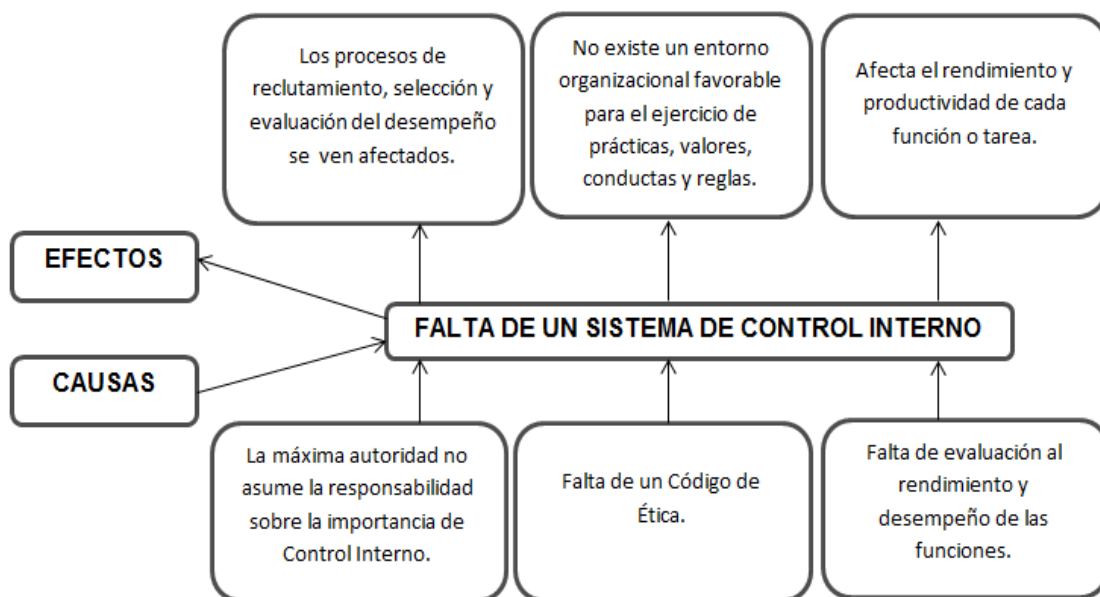 Los procesos de
reclutamiento, selección y
evaluación del desempeño
se ven afectados.
No existe un entorno
organizacional favorable
para el ejercicio de
prácticas, valores,
conductas y reglas.
Afecta el rendimiento y
productividad de cada
función o tarea.
EFECTOS
FALTA DE UN SISTEMA DE CONTROL INTERNO
CAUSAS
La máxima autoridad no
asume la responsabilidad
sobre la importancia de
Control Interno.
Falta de un Código de
Ética.
Falta de evaluación al
rendimiento y
desempeño de las
funciones.